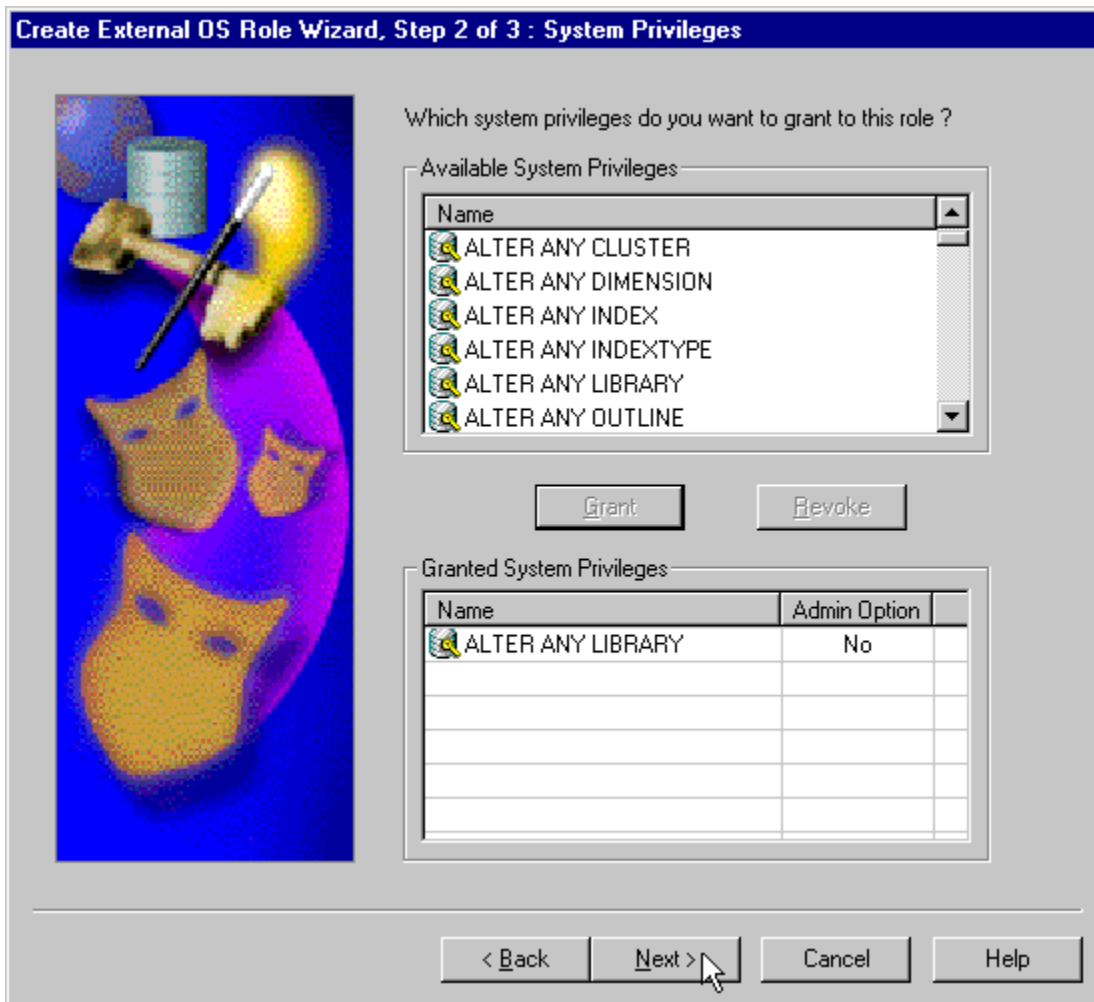 Create External OS Role Wizard, Step 2 of 3 : System Privileges
Which system privileges do you want to grant to this role ?
Available System Privileges
Name
ALTER ANY CLUSTER
ALTER ANY DIMENSION
ALTER ANY INDEX
ALTER ANY INDEXTYPE
ALTER ANY LIBRARY
ALTER ANY OUTLINE
Grant Revoke
Granted System Privileges
Name Admin Option
ALTER ANY LIBRARY No
< Back Next > Cancel Help